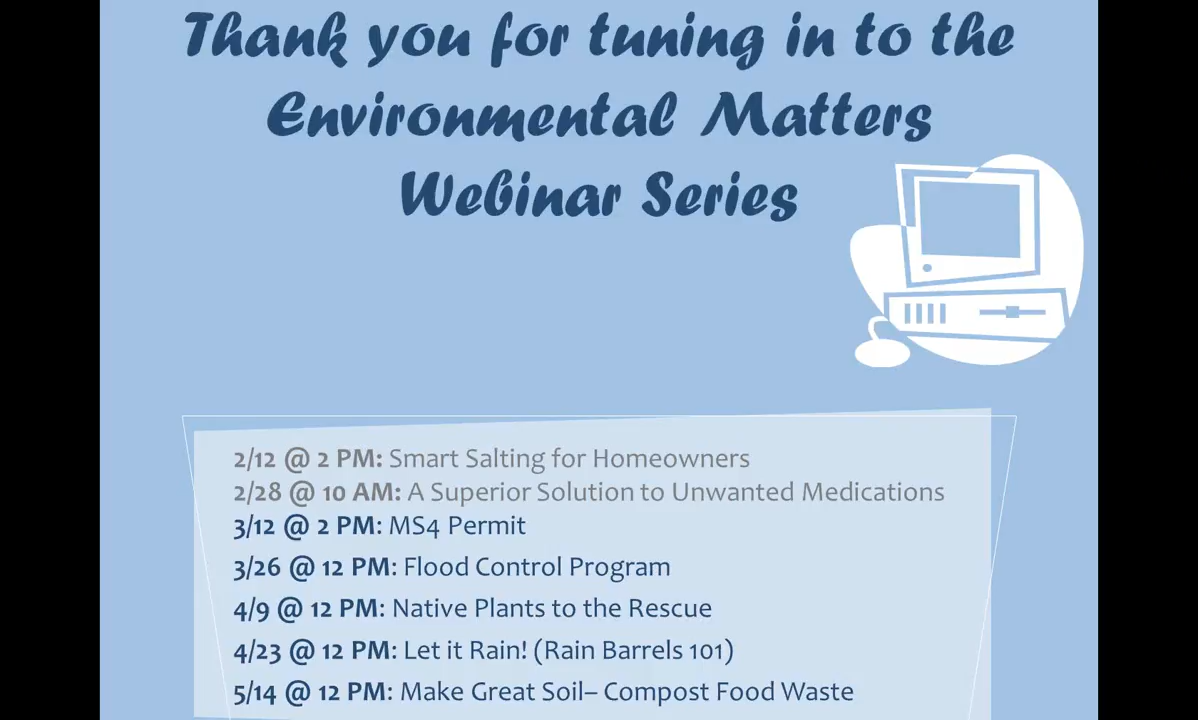 Thank you for tuning in to the
Environmental Matters
Webinar Series
2/12 @ 2 PM: Smart Salting for Homeowners
2/28 @ 10 AM: A Superior Solution to Unwanted Medications
3/12 @ 2 PM: MS4 Permit
3/26 @ 12 PM: Flood Control Program
4/9 @ 12 PM: Native Plants to the Rescue
4/23 @ 12 PM: Let it Rain! (Rain Barrels 101)
5/14 @ 12 PM: Make Great Soil– Compost Food Waste